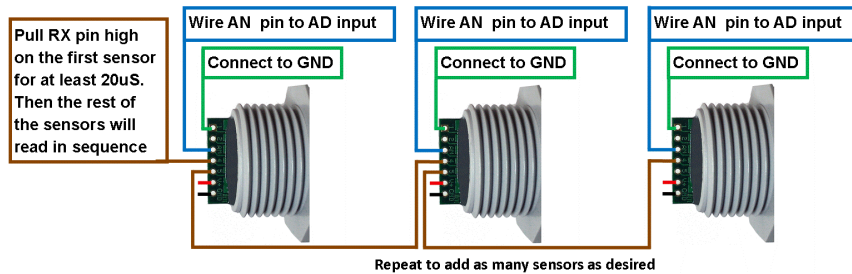 Pull RX pin high
on the first sensor
for at least 20uS.
Then the rest of
the sensors will
read in sequence
Wire AN pin to AD input
Connect to GND
Wire AN pin to AD input
Connect to GND
Wire AN pin to AD input
Connect to GND
Repeat to add as many sensors as desired